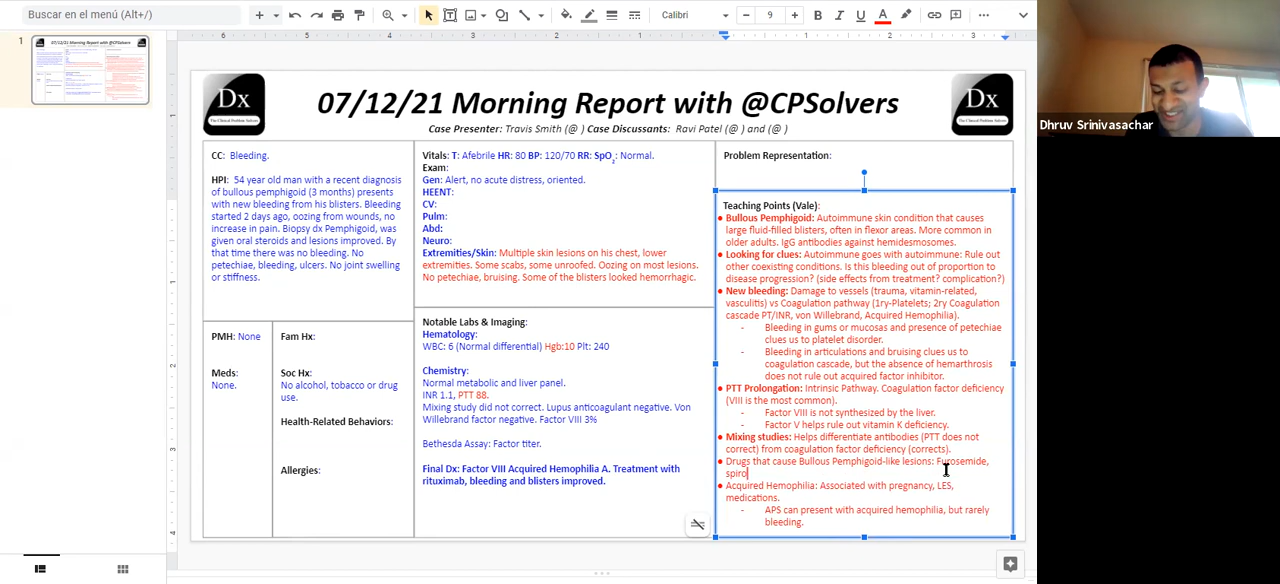 Buscar en el menú (Alt+/)
Calibri
9
1
07/12/21 Morning Report with @CPSolvers
Case Presenter: Travis Smith (@ ) Case Discussants: Ravi Patel (@ ) and (@ )
Dx
The Clinical Problem Solvers
Dx
The Clinical Problem Solvers
CC: Bleeding.
HPI: 54 year old man with a recent diagnosis
of bullous pemphigoid (3 months) presents
with new bleeding from his blisters. Bleeding
started 2 days ago, oozing from wounds, no
increase in pain. Biopsy dx Pemphigoid, was
given oral steroids and lesions improved. By
that time there was no bleeding. No
petechiae, bleeding, ulcers. No joint swelling
or stiffness.
PMH: None
Meds:
None.
Fam Hx:
Soc Hx:
No alcohol, tobacco or drug
use.
Health-Related Behaviors:
Allergies:
Vitals: T: Afebrile HR: 80 BP: 120/70 RR: SpO2: Normal.
Exam:
Gen: Alert, no acute distress, oriented.
HEENT:
CV:
Pulm:
Abd:
Neuro:
Extremities/Skin: Multiple skin lesions on his chest, lower
extremities. Some scabs, some unroofed. Oozing on most lesions.
No petechiae, bruising. Some of the blisters looked hemorrhagic.
Notable Labs & Imaging:
Hematology:
WBC: 6 (Normal differential) Hgb:10 Plt: 240
Chemistry:
Normal metabolic and liver panel.
INR 1.1, PTT 88.
Mixing study did not correct. Lupus anticoagulant negative. Von
Willebrand factor negative. Factor VIII 3%
Bethesda Assay: Factor titer.
Final Dx: Factor VIII Acquired Hemophilia A. Treatment with
rituximab, bleeding and blisters improved.
Problem Representation:
Teaching Points (Vale):
● Bullous Pemphigoid: Autoimmune skin condition that causes
large fluid-filled blisters, often in flexor areas. More common in
older adults. IgG antibodies against hemidesmosomes.
● Looking for clues: Autoimmune goes with autoimmune: Rule out
other coexisting conditions. Is this bleeding out of proportion to
disease progression? (side effects from treatment? complication?)
● New bleeding: Damage to vessels (trauma, vitamin-related,
vasculitis) vs Coagulation pathway (1ry-Platelets; 2ry Coagulation
cascade PT/INR, von Willebrand, Acquired Hemophilia).
- Bleeding in gums or mucosas and presence of petechiae
clues us to platelet disorder.
- Bleeding in articulations and bruising clues us to
coagulation cascade, but the absence of hemarthrosis
does not rule out acquired factor inhibitor.
● PTT Prolongation: Intrinsic Pathway. Coagulation factor deficiency
(VIII is the most common).
- Factor VIII is not synthesized by the liver.
- Factor V helps rule out vitamin K deficiency.
● Mixing studies: Helps differentiate antibodies (PTT does not
correct) from coagulation factor deficiency (corrects).
● Drugs that cause Bullous Pemphigoid-like lesions: Furosemide,
spiro
● Acquired Hemophilia: Associated with pregnancy, LES,
medications.
- APS can present with acquired hemophilia, but rarely
bleeding.
Dhruv Srinivasachar